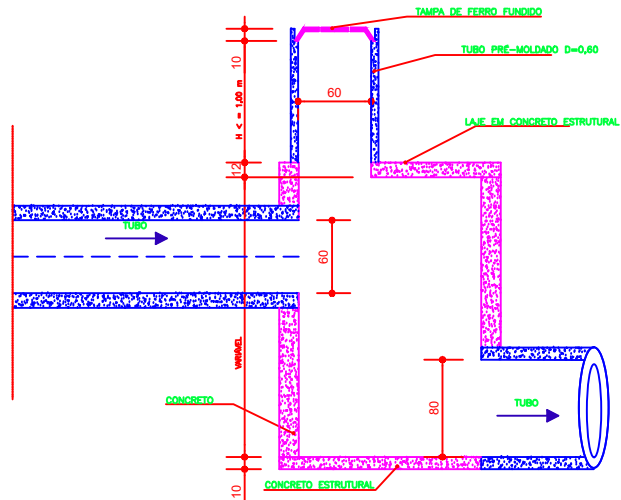 TAMPA DE FERRO FUNDIDO
TUBO PRÉ-MOLDADO D=0,60
10
H < = 1,00 m
60
LAJE EM CONCRETO ESTRUTURAL
12
TUBO
60
VARIÁVEL
CONCRETO
80
TUBO
CONCRETO ESTRUTURAL
10